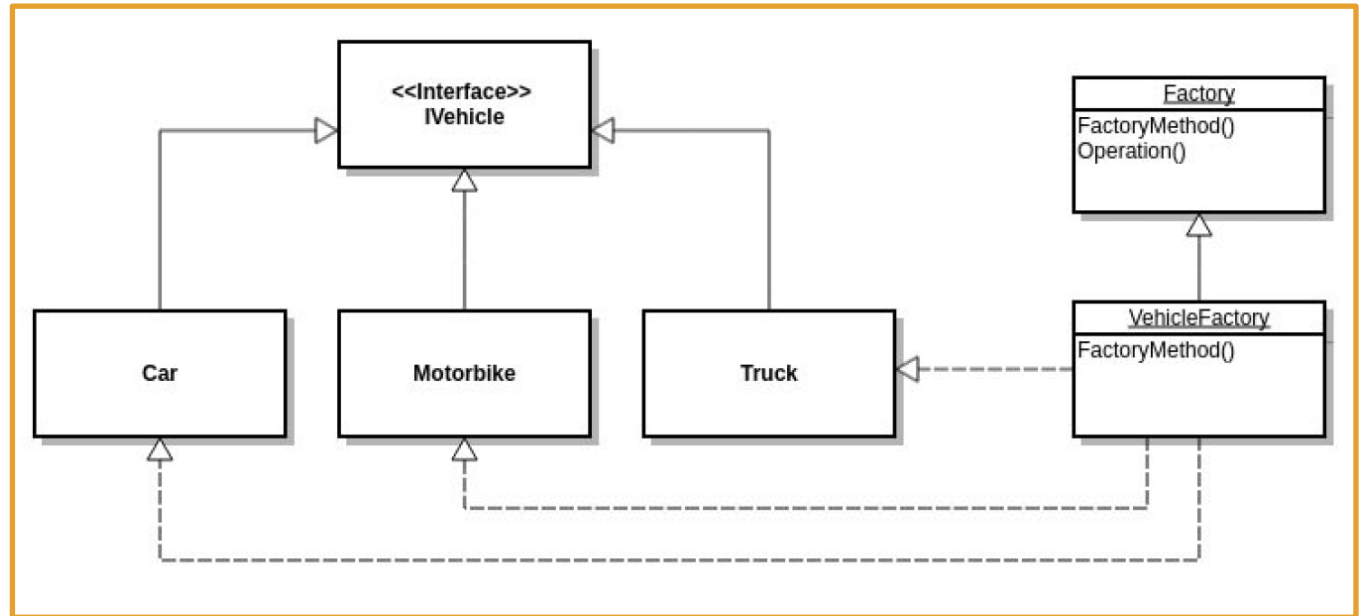 <<Interface>>
IVehicle
Factory
FactoryMethod()
Operation()
Car
Motorbike
Truck
VehicleFactory
FactoryMethod()